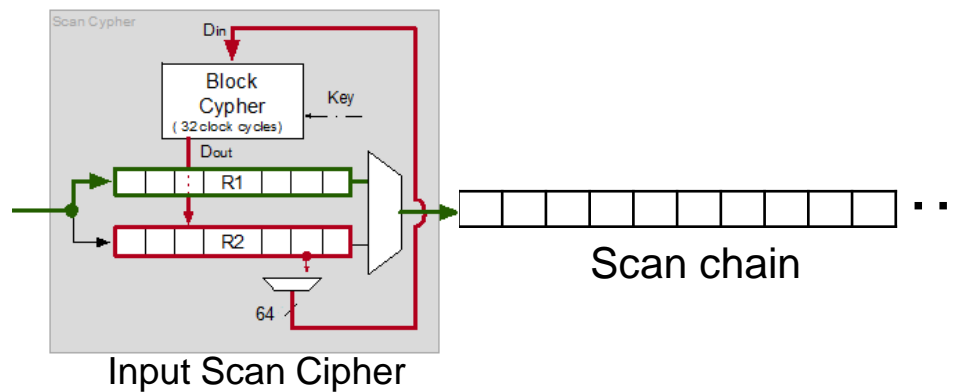 Scan Cypher
Din
Block
Cypher
( 32 clock cycles)
Key
Dout
R1
R2
64
Scan chain
Input Scan Cipher